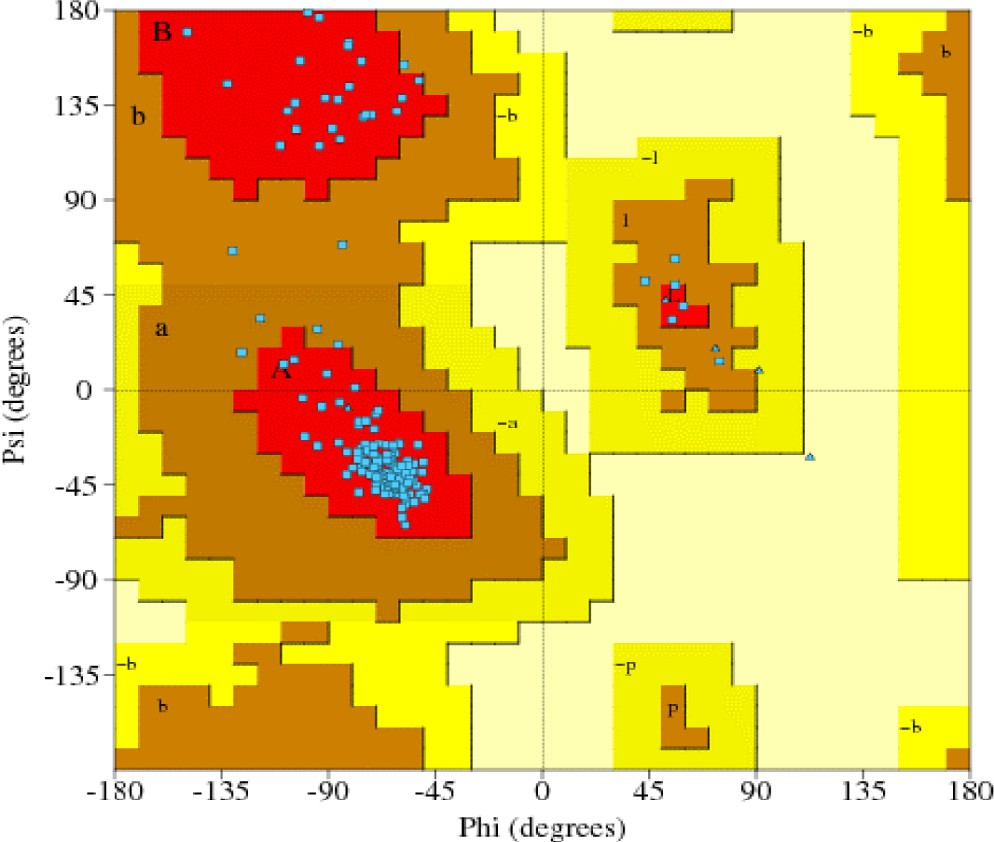 180
135
90
45
0
-45
-90
-135
-180
-135
-90
-45
0
45
90
135
180
Psi (degrees)
Phi (degrees)
B
~b
b
b
~b
~l
l
a
A
~a
~b
b
~p
p
~b